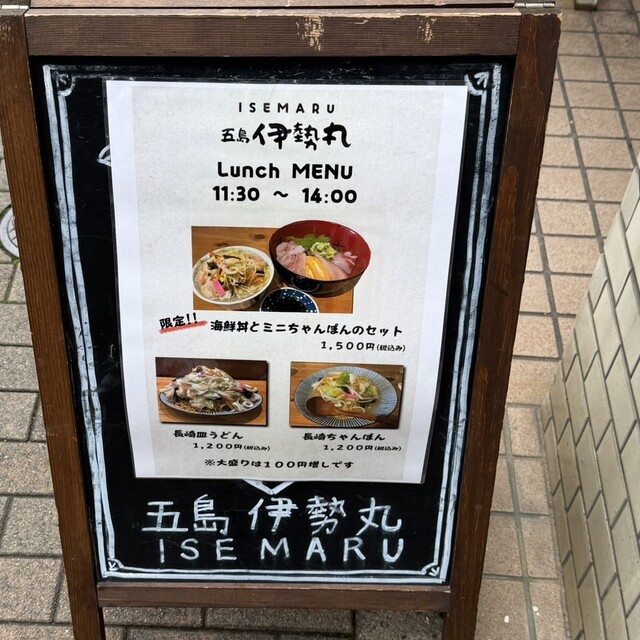 ISEMARU
五島 伊勢丸
Lunch MENU
11:30 ～ 14:00
限定!! 海鮮丼とミニちゃんぽんのセット
1,500円(税込み)
長崎皿うどん
1,200円(税込み)
長崎ちゃんぽん
1,200円(税込み)
※大盛りは100円増しです
五島 伊勢丸
ISE MARU